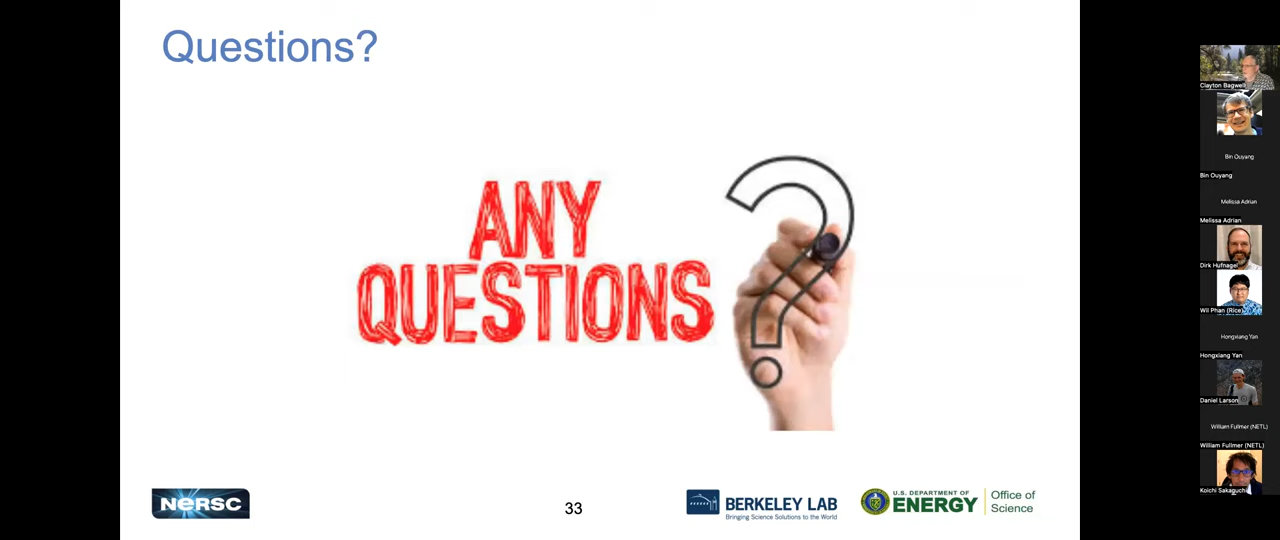 Questions?
ANY
QUESTIONS
?
NERSC
33
BERKELEY LAB
Bringing Science Solutions to the World
U.S. DEPARTMENT OF
ENERGY
Office of
Science
Clayton Bagwell
Bin Ouyang
Bin Ouyang
Melissa Adrian
Melissa Adrian
Dirk Hufnagel
Wil Phan (Rice)
Hongxiang Yan
Hongxiang Yan
Daniel Larson
William Fullmer (NETL)
William Fullmer (NETL)
Koichi Sakaguchi